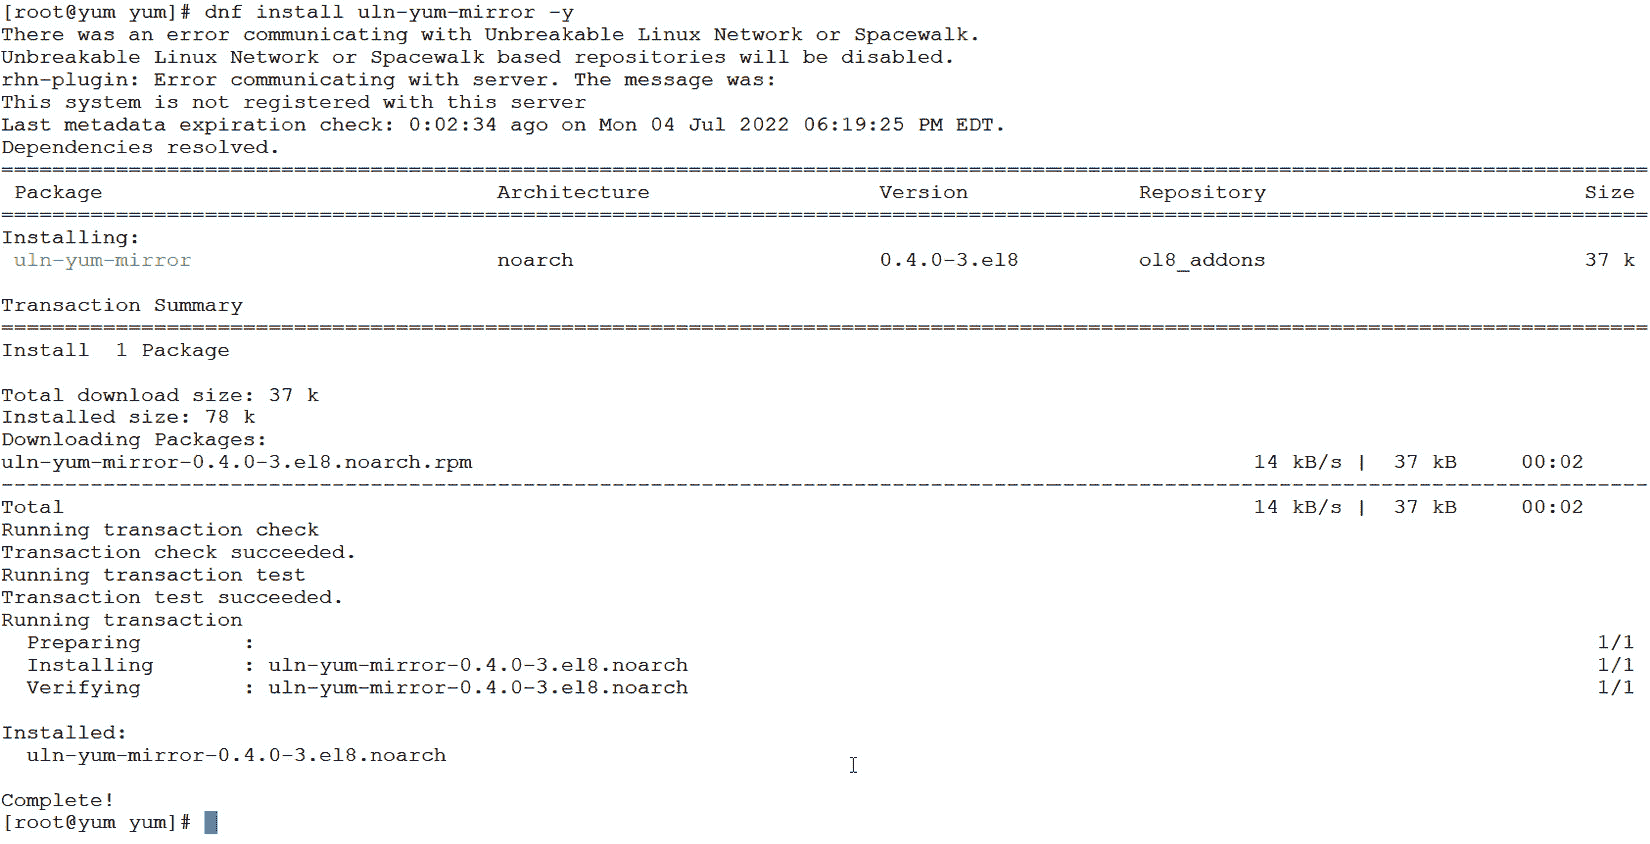 [root@yum yum]# dnf install uln-yum-mirror -y
There was an error communicating with Unbreakable Linux Network or Spacewalk.
Unbreakable Linux Network or Spacewalk based repositories will be disabled.
rhn-plugin: Error communicating with server. The message was:
This system is not registered with this server
Last metadata expiration check: 0:02:34 ago on Mon 04 Jul 2022 06:19:25 PM EDT.
Dependencies resolved.
================================================================================
Package Architecture Version Repository Size
================================================================================
Installing:
uln-yum-mirror noarch 0.4.0-3.el8 ol8_addons 37 k

Transaction Summary
================================================================================
Install 1 Package

Total download size: 37 k
Installed size: 78 k
Downloading Packages:
uln-yum-mirror-0.4.0-3.el8.noarch.rpm 14 kB/s | 37 kB 00:02
--------------------------------------------------------------------------------
Total 14 kB/s | 37 kB 00:02
Running transaction check
Transaction check succeeded.
Running transaction test
Transaction test succeeded.
Running transaction
Preparing : 1/1
Installing : uln-yum-mirror-0.4.0-3.el8.noarch 1/1
Verifying : uln-yum-mirror-0.4.0-3.el8.noarch 1/1

Installed:
uln-yum-mirror-0.4.0-3.el8.noarch

Complete!
[root@yum yum]#